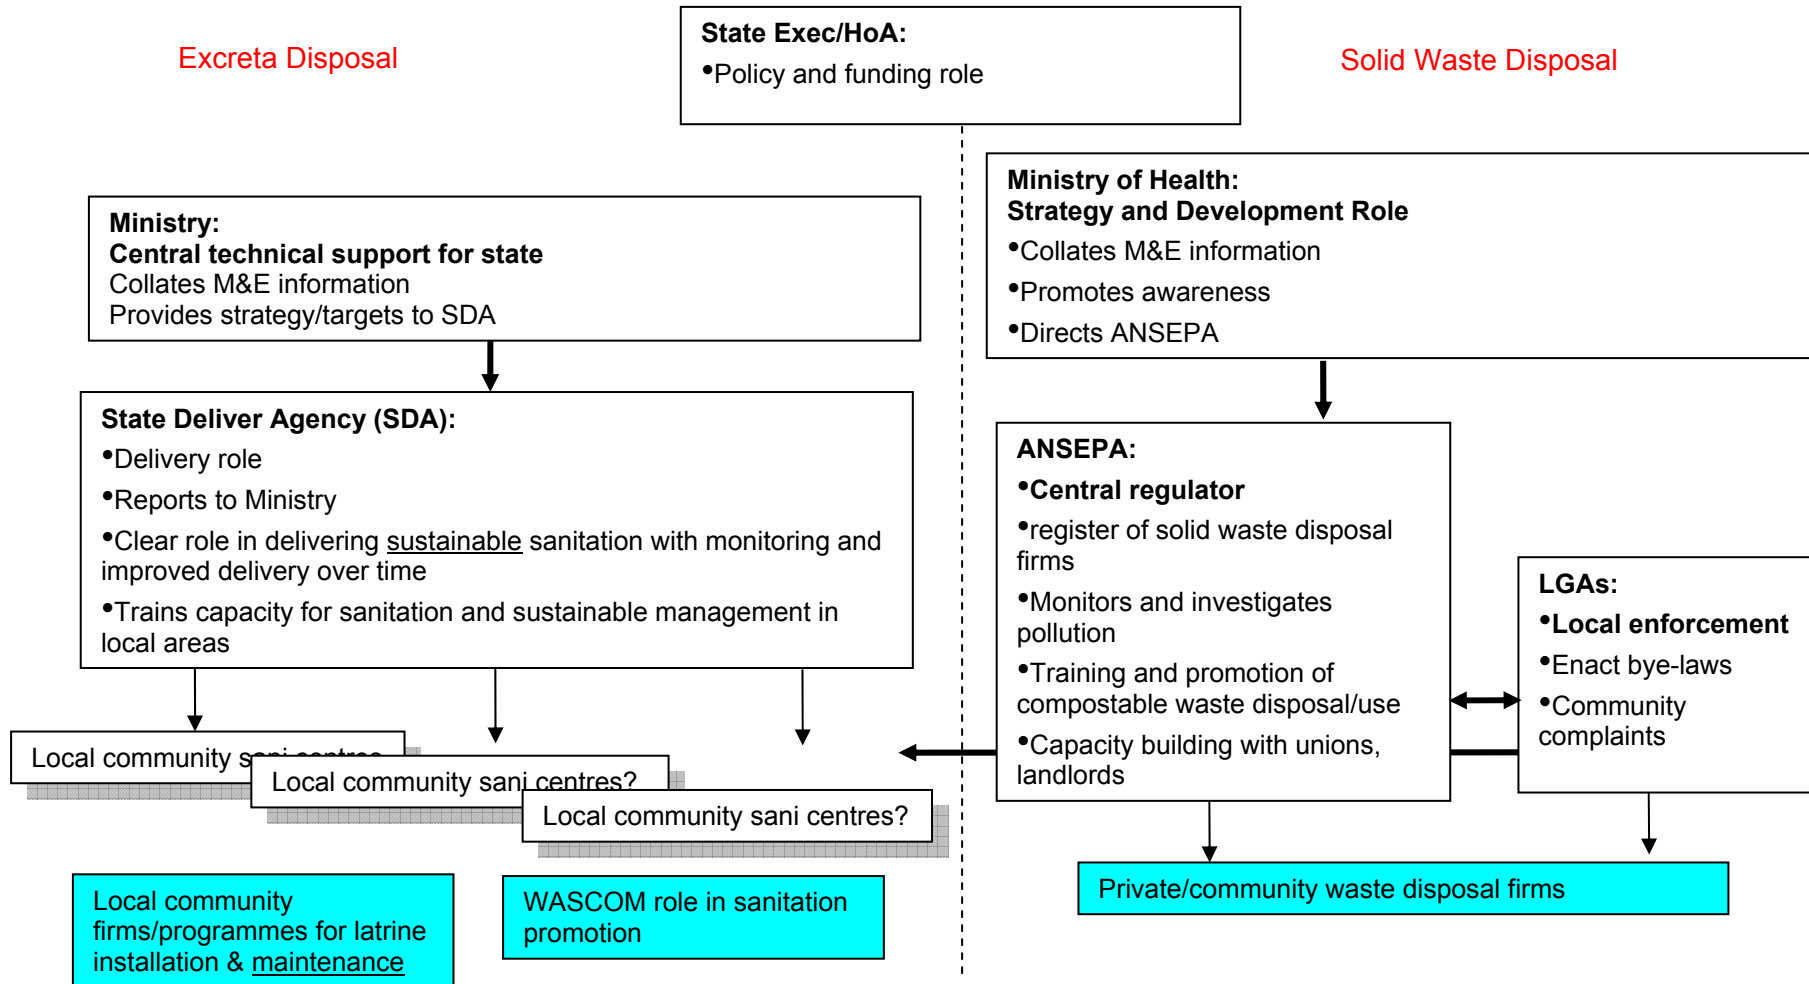 Excreta Disposal
State Exec/HoA:
•Policy and funding role
Solid Waste Disposal
Ministry:
Central technical support for state
Collates M&E information
Provides strategy/targets to SDA
Ministry of Health:
Strategy and Development Role
•Collates M&E information
•Promotes awareness
•Directs ANSEPA
State Deliver Agency (SDA):
•Delivery role
•Reports to Ministry
•Clear role in delivering sustainable sanitation with monitoring and
improved delivery over time
•Trains capacity for sanitation and sustainable management in
local areas
ANSEPA:
•Central regulator
•register of solid waste disposal
firms
•Monitors and investigates
pollution
•Training and promotion of
compostable waste disposal/use
•Capacity building with unions,
landlords
LGAs:
•Local enforcement
•Enact bye-laws
•Community
complaints
Local community sani centres
Local community sani centres?
Local community sani centres?
Local community
firms/programmes for latrine
installation & maintenance
WASCOM role in sanitation
promotion
Private/community waste disposal firms